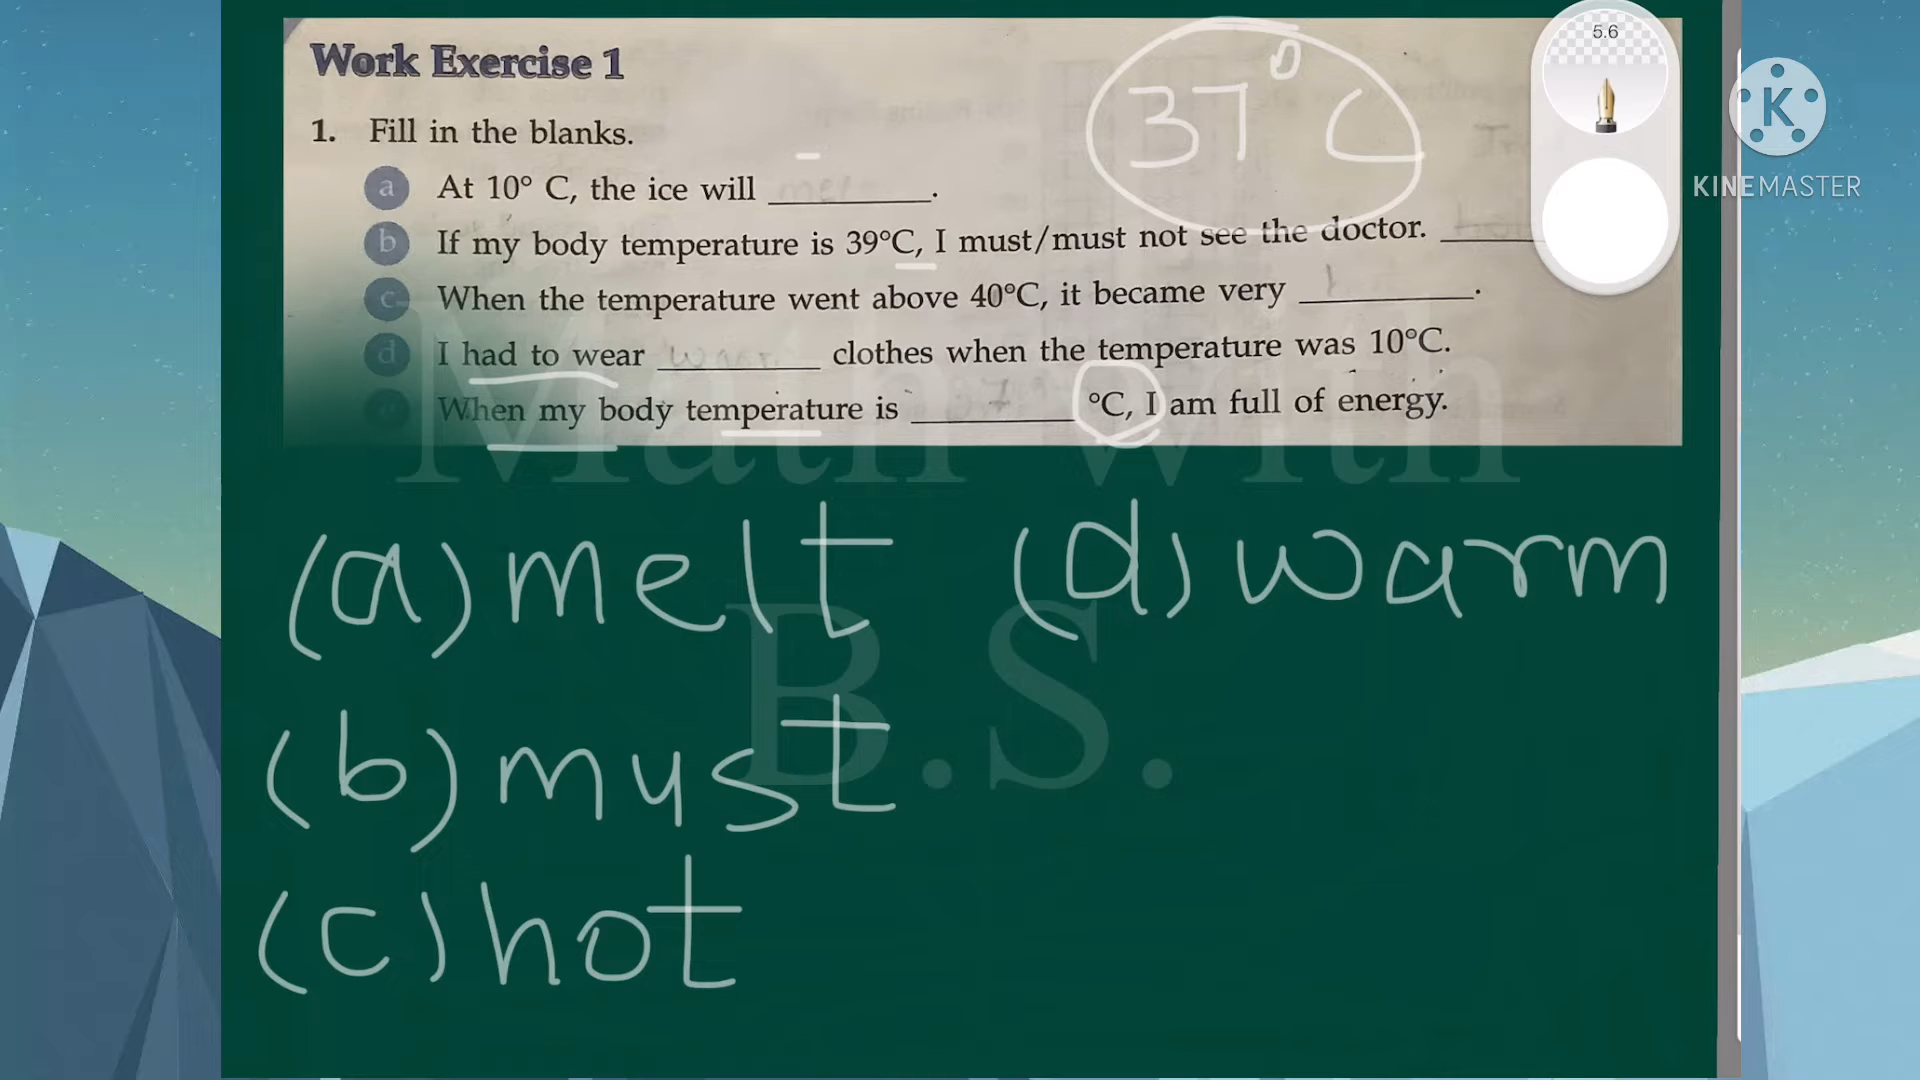 Work Exercise 1
37° C
5.6
K
KINEMASTER
1. Fill in the blanks.
a At 10° C, the ice will ________.
b If my body temperature is 39°C, I must/must not see the doctor. ________
c When the temperature went above 40°C, it became very ________.
d I had to wear warm clothes when the temperature was 10°C.
e When my body temperature is ________ °C, I am full of energy.
Math with
B.S.
(a) melt (d) warm
(b) must
(c) hot